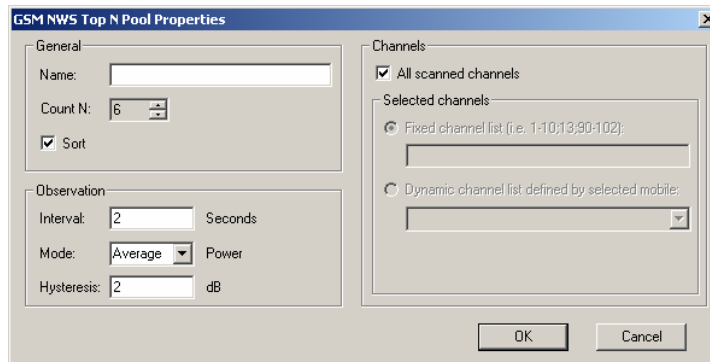 GSM NWS Top N Pool Properties
General
Name:
Count N: 6
Sort
Observation
Interval: 2 Seconds
Mode: Average Power
Hysteresis: 2 dB
Channels
All scanned channels
Selected channels
Fixed channel list (i.e. 1-10;13;90-102):
Dynamic channel list defined by selected mobile:
OK Cancel